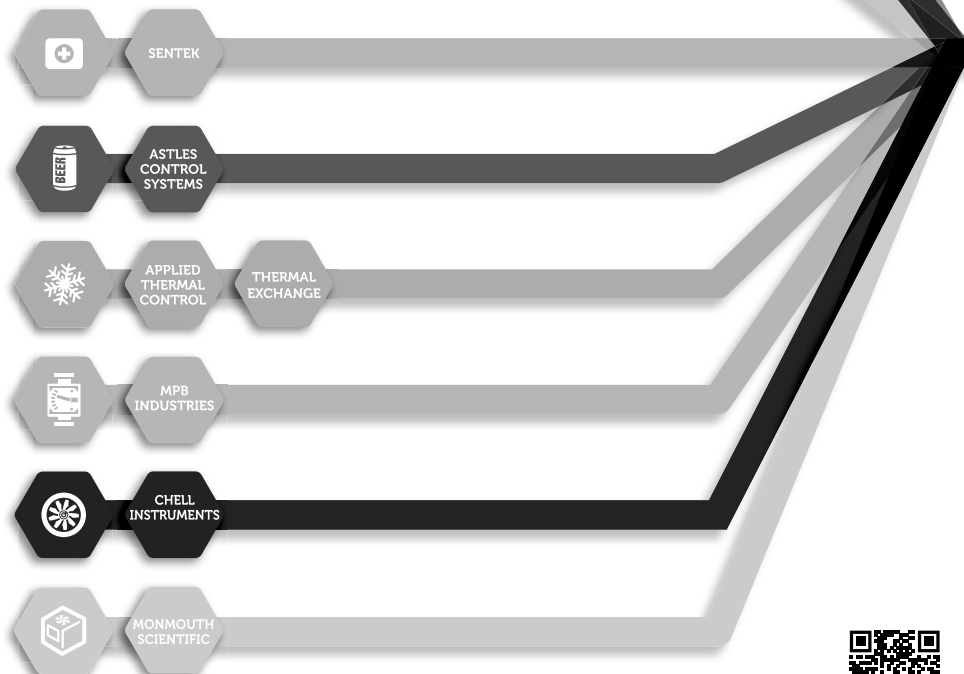 SENTEK
BEER
ASTLES
CONTROL
SYSTEMS
APPLIED
THERMAL
CONTROL
THERMAL
EXCHANGE
MPB
INDUSTRIES
CHELL
INSTRUMENTS
MONMOUTH
SCIENTIFIC